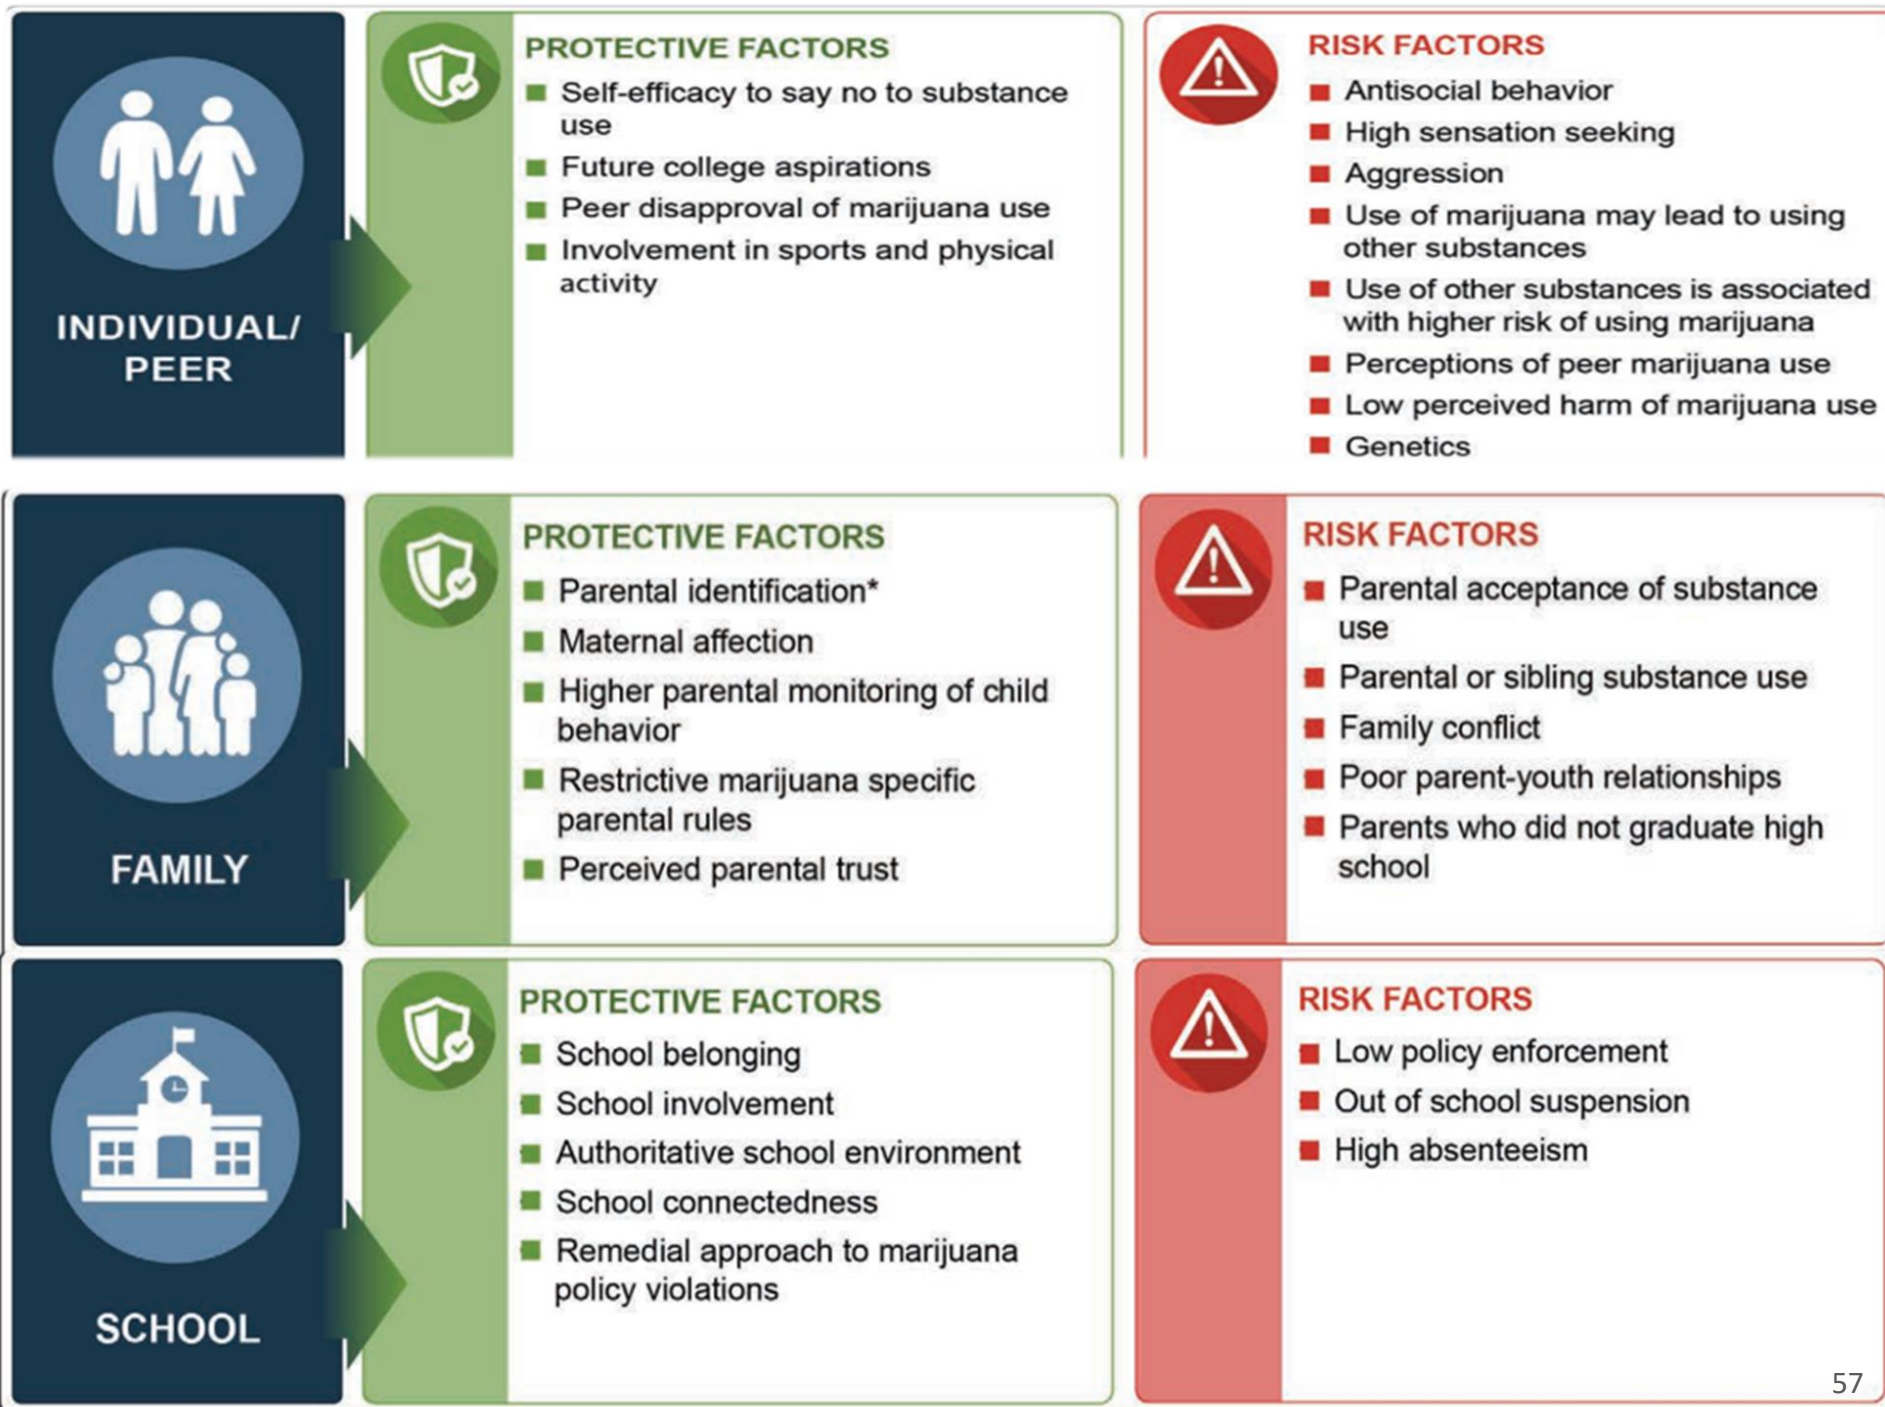 INDIVIDUAL/
PEER
PROTECTIVE FACTORS
Self-efficacy to say no to substance
use
Future college aspirations
Peer disapproval of marijuana use
Involvement in sports and physical
activity
RISK FACTORS
Antisocial behavior
High sensation seeking
Aggression
Use of marijuana may lead to using
other substances
Use of other substances is associated
with higher risk of using marijuana
Perceptions of peer marijuana use
Low perceived harm of marijuana use
Genetics
FAMILY
PROTECTIVE FACTORS
Parental identification*
Maternal affection
Higher parental monitoring of child
behavior
Restrictive marijuana specific
parental rules
Perceived parental trust
RISK FACTORS
Parental acceptance of substance
use
Parental or sibling substance use
Family conflict
Poor parent-youth relationships
Parents who did not graduate high
school
SCHOOL
PROTECTIVE FACTORS
School belonging
School involvement
Authoritative school environment
School connectedness
Remedial approach to marijuana
policy violations
RISK FACTORS
Low policy enforcement
Out of school suspension
High absenteeism
57